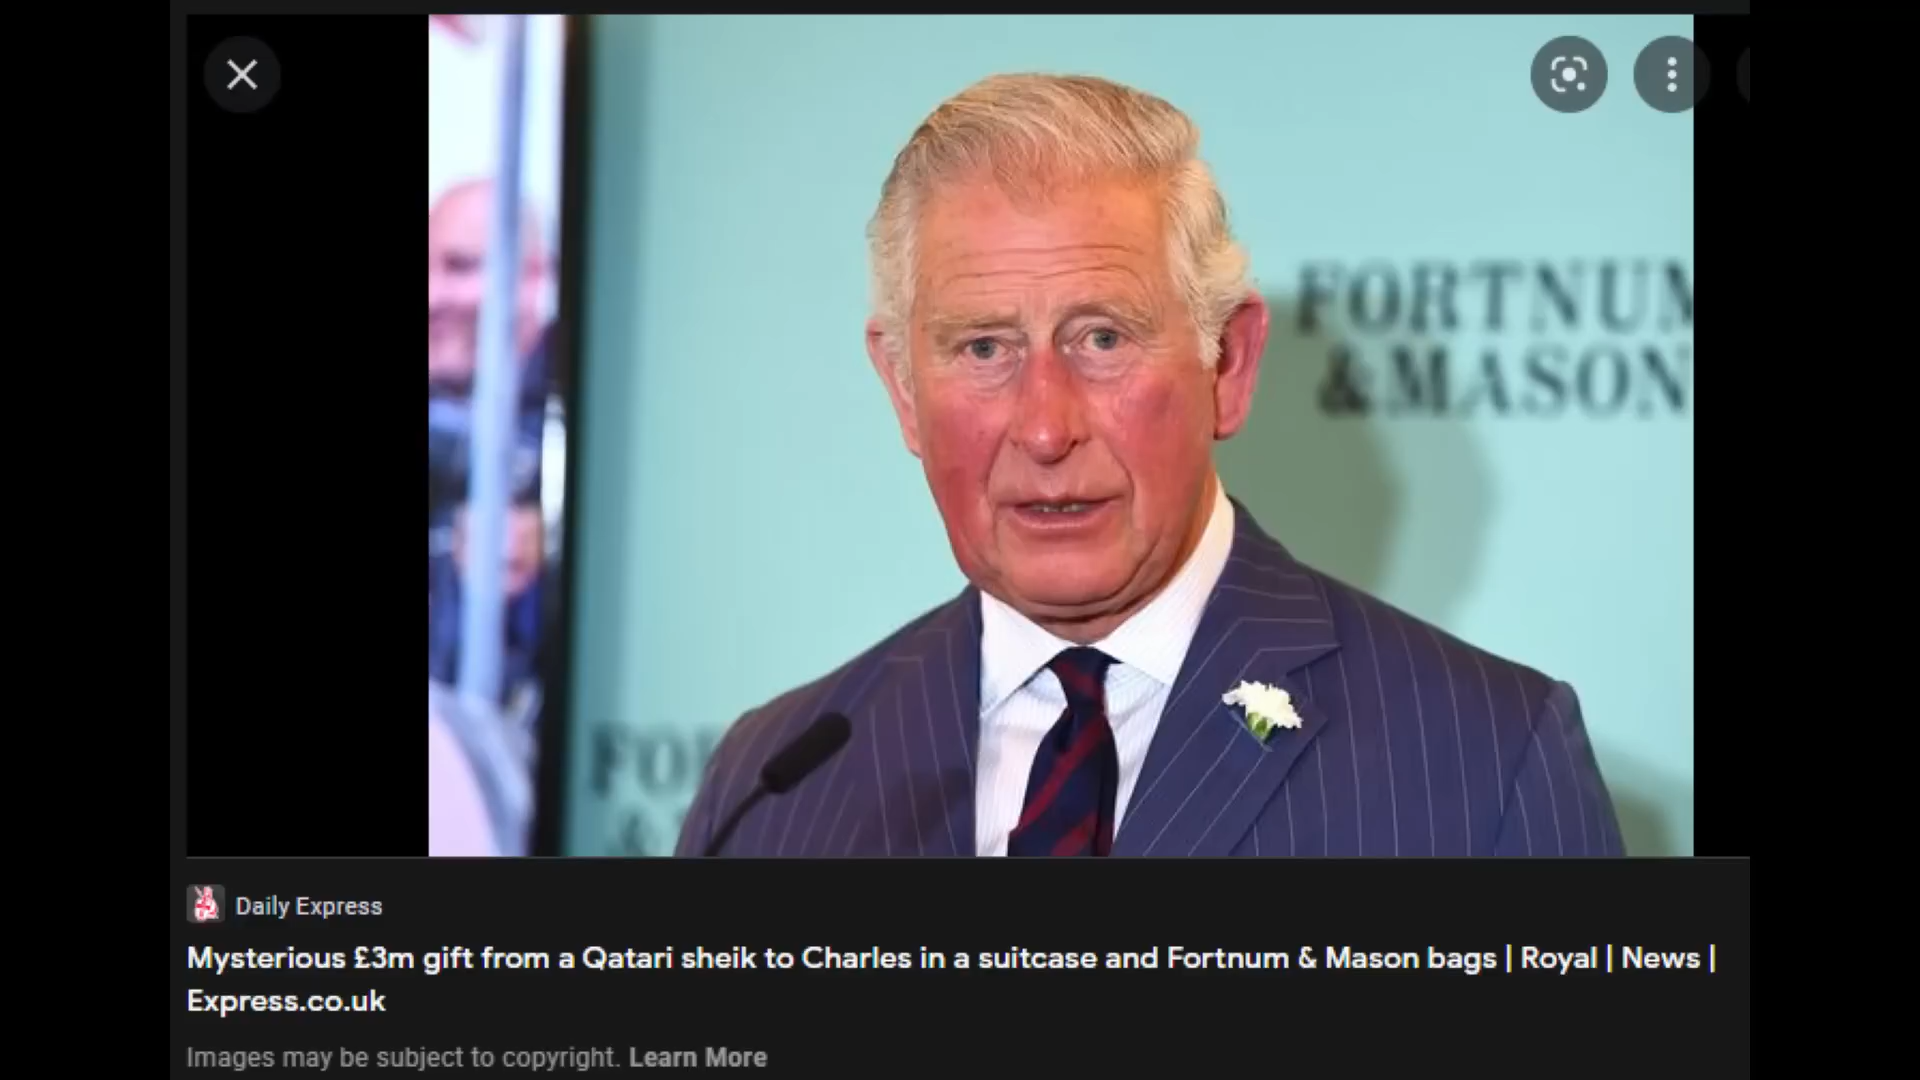 FORTNUM
&MASON
FO
&
Daily Express
Mysterious £3m gift from a Qatari sheik to Charles in a suitcase and Fortnum & Mason bags | Royal | News |
Express.co.uk
Images may be subject to copyright. Learn More